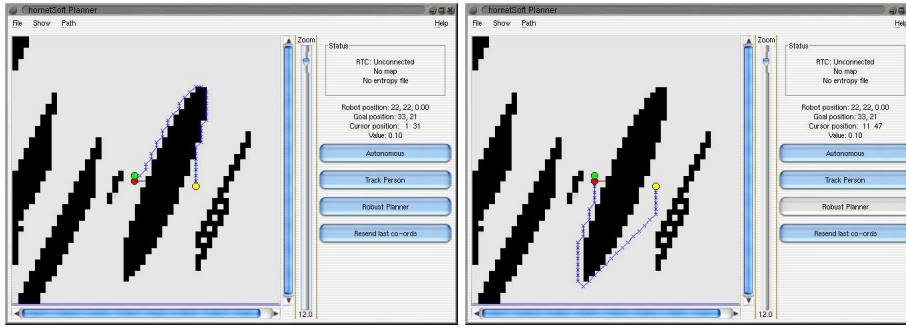 hornetSoft Planner
File Show Path Help
Zoom
Status
RTC: Unconnected
No map
No entropy file
Robot position: 22, 22, 0.00
Goal position: 33, 21
Cursor position: 1 31
Value: 0.10
Autonomous
Track Person
Robust Planner
Resend last co-ords
12.0
hornetSoft Planner
File Show Path Help
Zoom
Status
RTC: Unconnected
No map
No entropy file
Robot position: 22, 22, 0.00
Goal position: 33, 21
Cursor position: 11 47
Value: 0.10
Autonomous
Track Person
Robust Planner
Resend last co-ords
12.0